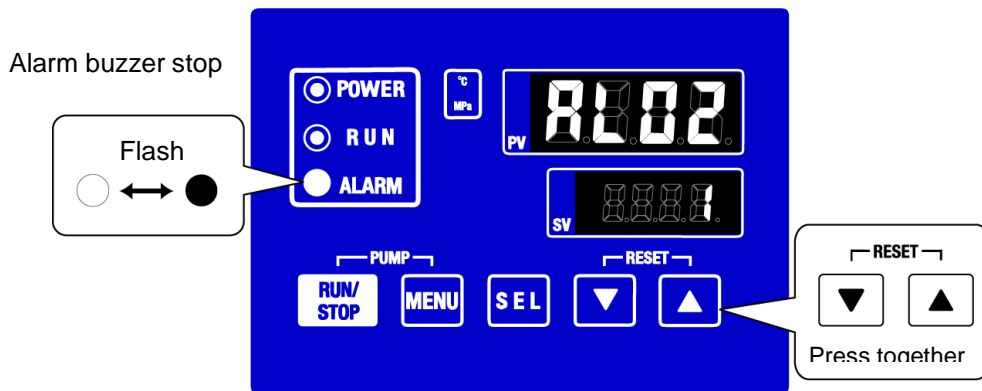 Alarm buzzer stop
Flash
POWER
RUN
ALARM
°C
MPa
PV
AL02
SV
1
PUMP
RESET
RUN/
STOP
MENU
SEL
RESET
Press together